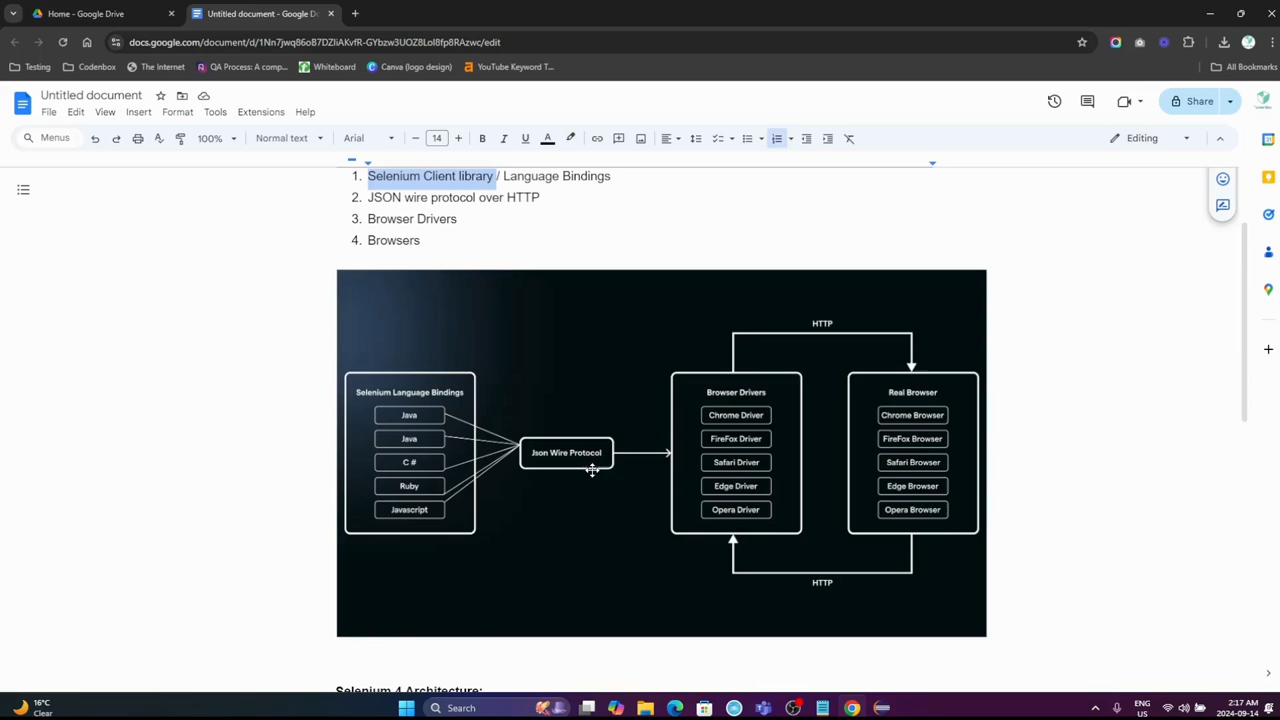 Home - Google Drive
Untitled document - Google Do
docs.google.com/document/d/1Nn7jwq86oB7DZliAKvfR-GYbzw3UOZ8Lol8fp8RAzwc/edit
Testing
Codenbox
The Internet
QA Process: A comp...
Whiteboard
Canva (logo design)
YouTube Keyword T...
All Bookmarks
Untitled document
File Edit View Insert Format Tools Extensions Help
Share
Menus
100%
Normal text
Arial
14
Editing
1. Selenium Client library / Language Bindings
2. JSON wire protocol over HTTP
3. Browser Drivers
4. Browsers
HTTP
Selenium Language Bindings
Java
Java
C #
Ruby
Javascript
Json Wire Protocol
Browser Drivers
Chrome Driver
FireFox Driver
Safari Driver
Edge Driver
Opera Driver
Real Browser
Chrome Browser
FireFox Browser
Safari Browser
Edge Browser
Opera Browser
HTTP
Selenium 4 Architecture:
16°C
Clear
Search
ENG
US
2:17 AM
2024-09-14